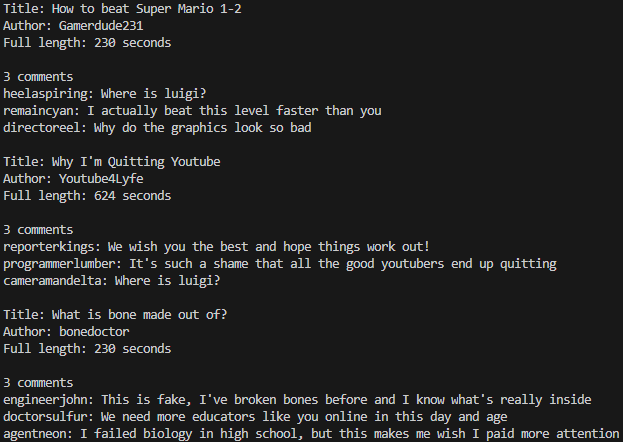 Title: How to beat Super Mario 1-2
Author: Gamerdude231
Full length: 230 seconds

3 comments
heelaspiring: Where is luigi?
remaincyan: I actually beat this level faster than you
directoreel: Why do the graphics look so bad

Title: Why I'm Quitting Youtube
Author: Youtube4Lyfe
Full length: 624 seconds

3 comments
reporterkings: We wish you the best and hope things work out!
programmerlumber: It's such a shame that all the good youtubers end up quitting
cameramandelta: Where is luigi?

Title: What is bone made out of?
Author: bonedoctor
Full length: 230 seconds

3 comments
engineerjohn: This is fake, I've broken bones before and I know what's really inside
doctorsulfur: We need more educators like you online in this day and age
agentneon: I failed biology in high school, but this makes me wish I paid more attention